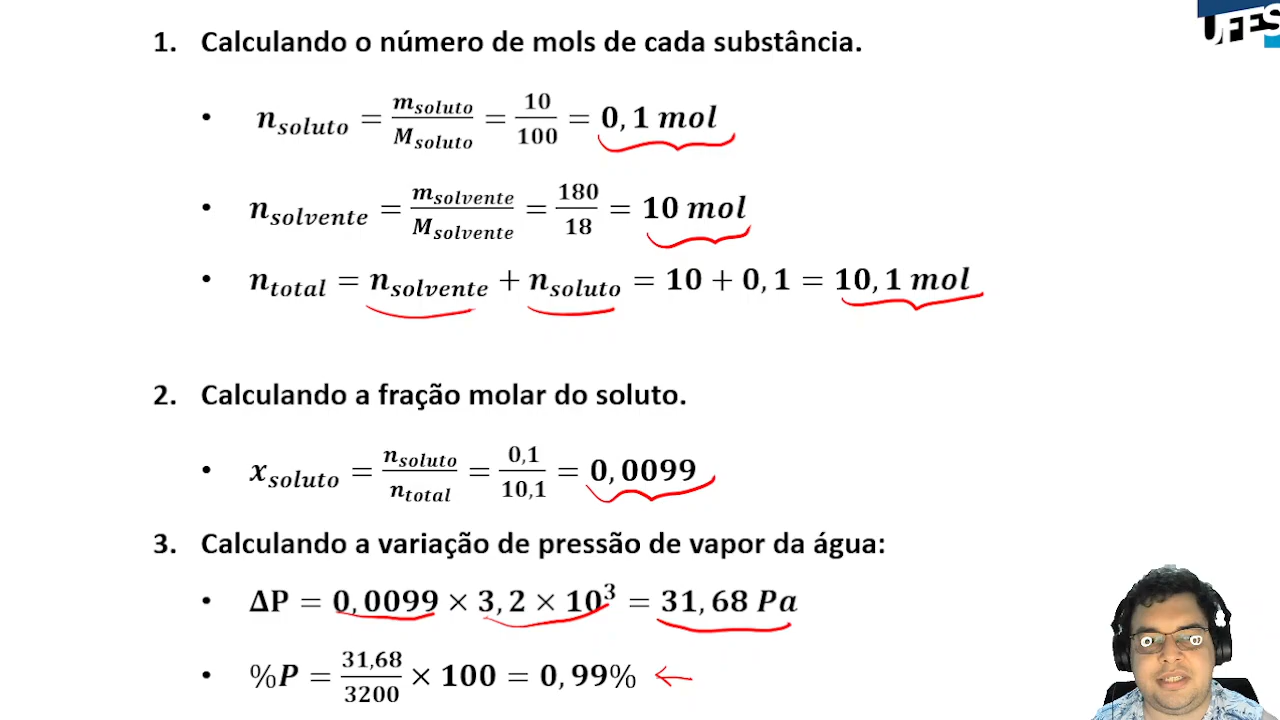 UFES
1. Calculando o número de mols de cada substância.
• n_soluto = m_soluto / M_soluto = 10 / 100 = 0,1 mol
• n_solvente = m_solvente / M_solvente = 180 / 18 = 10 mol
• n_total = n_solvente + n_soluto = 10 + 0,1 = 10,1 mol
2. Calculando a fração molar do soluto.
• x_soluto = n_soluto / n_total = 0,1 / 10,1 = 0,0099
3. Calculando a variação de pressão de vapor da água:
• ΔP = 0,0099 × 3,2 × 10³ = 31,68 Pa
• %P = 31,68 / 3200 × 100 = 0,99% ←